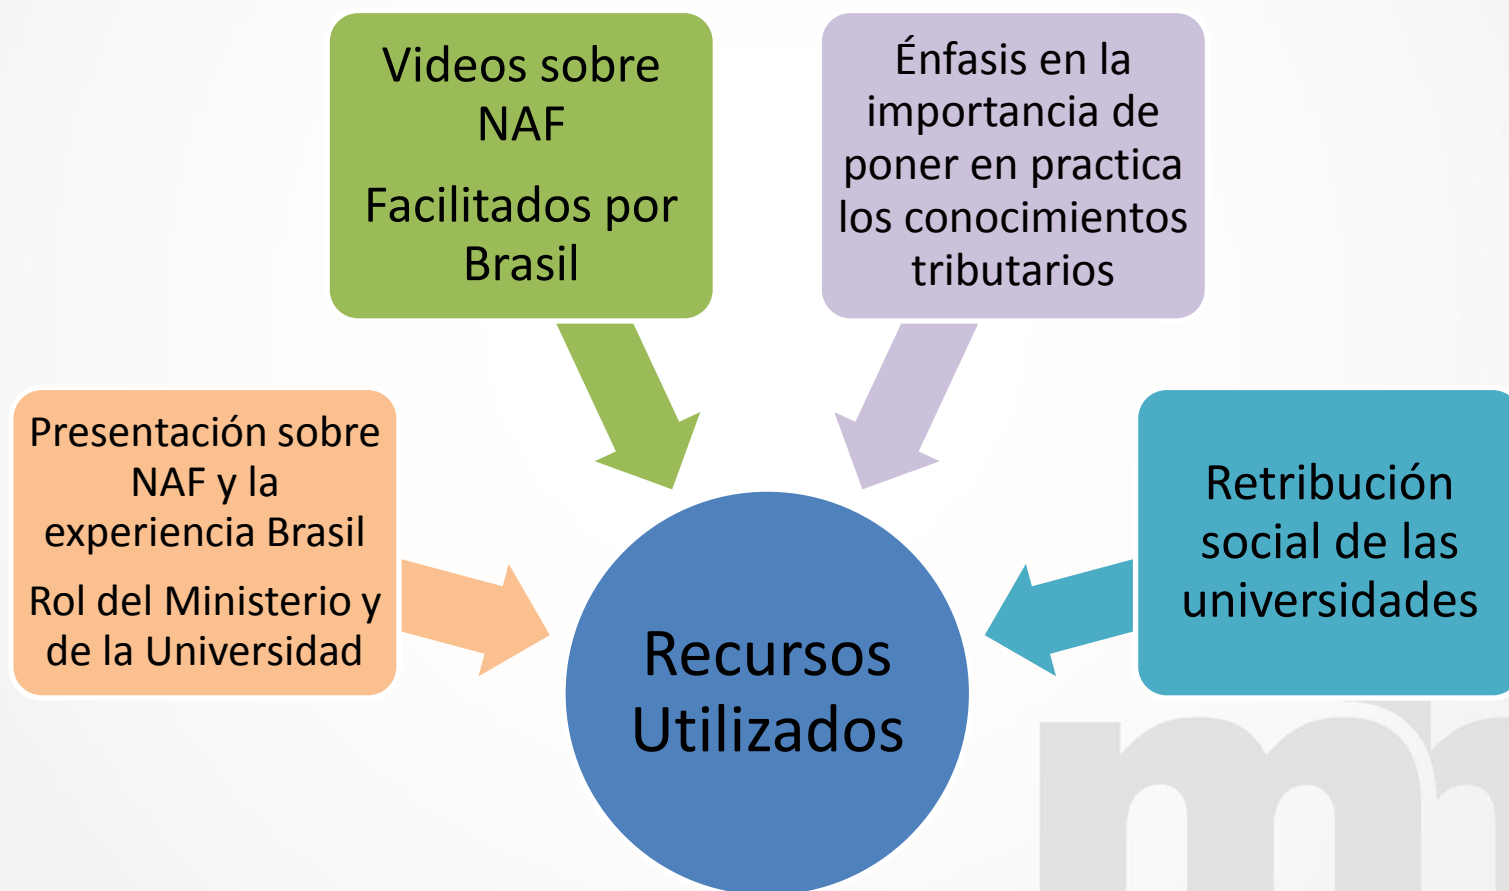 Videos sobre
NAF
Facilitados por
Brasil
Énfasis en la
importancia de
poner en practica
los conocimientos
tributarios
Presentación sobre
NAF y la
experiencia Brasil
Rol del Ministerio y
de la Universidad
Retribución
social de las
universidades
Recursos
Utilizados